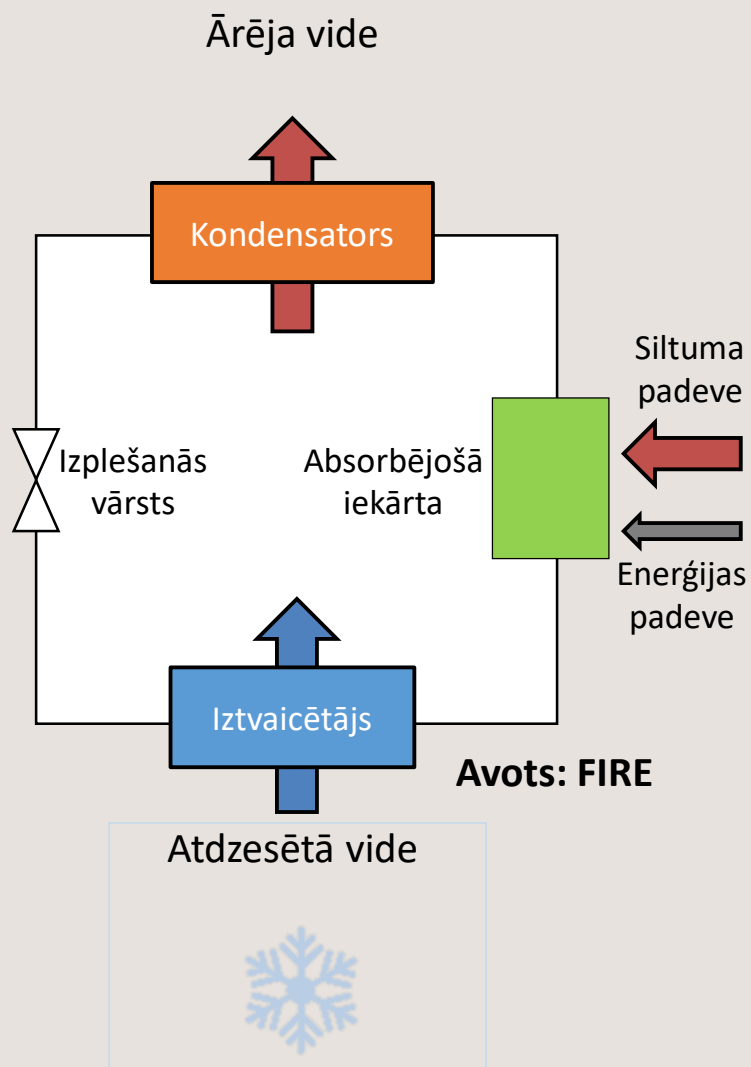 Ārēja vide
Kondensators
Siltuma
padeve
Izplešanās
vārsts
Absorbējošā
iekārta
Enerģijas
padeve
Iztvaicētājs
Avots: FIRE
Atdzesētā vide